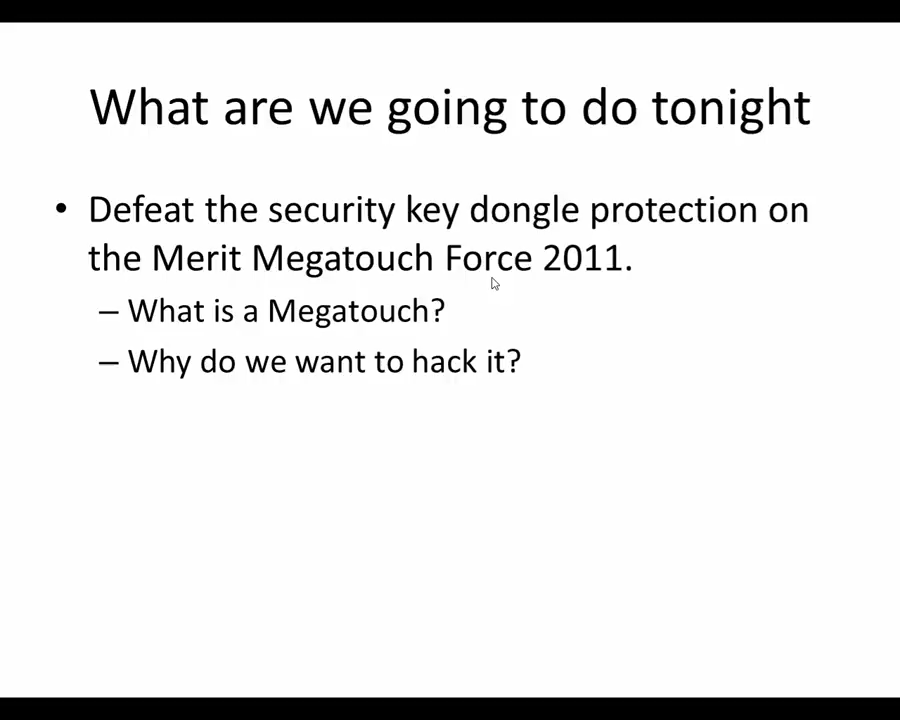 What are we going to do tonight
• Defeat the security key dongle protection on
the Merit Megatouch Force 2011.
– What is a Megatouch?
– Why do we want to hack it?